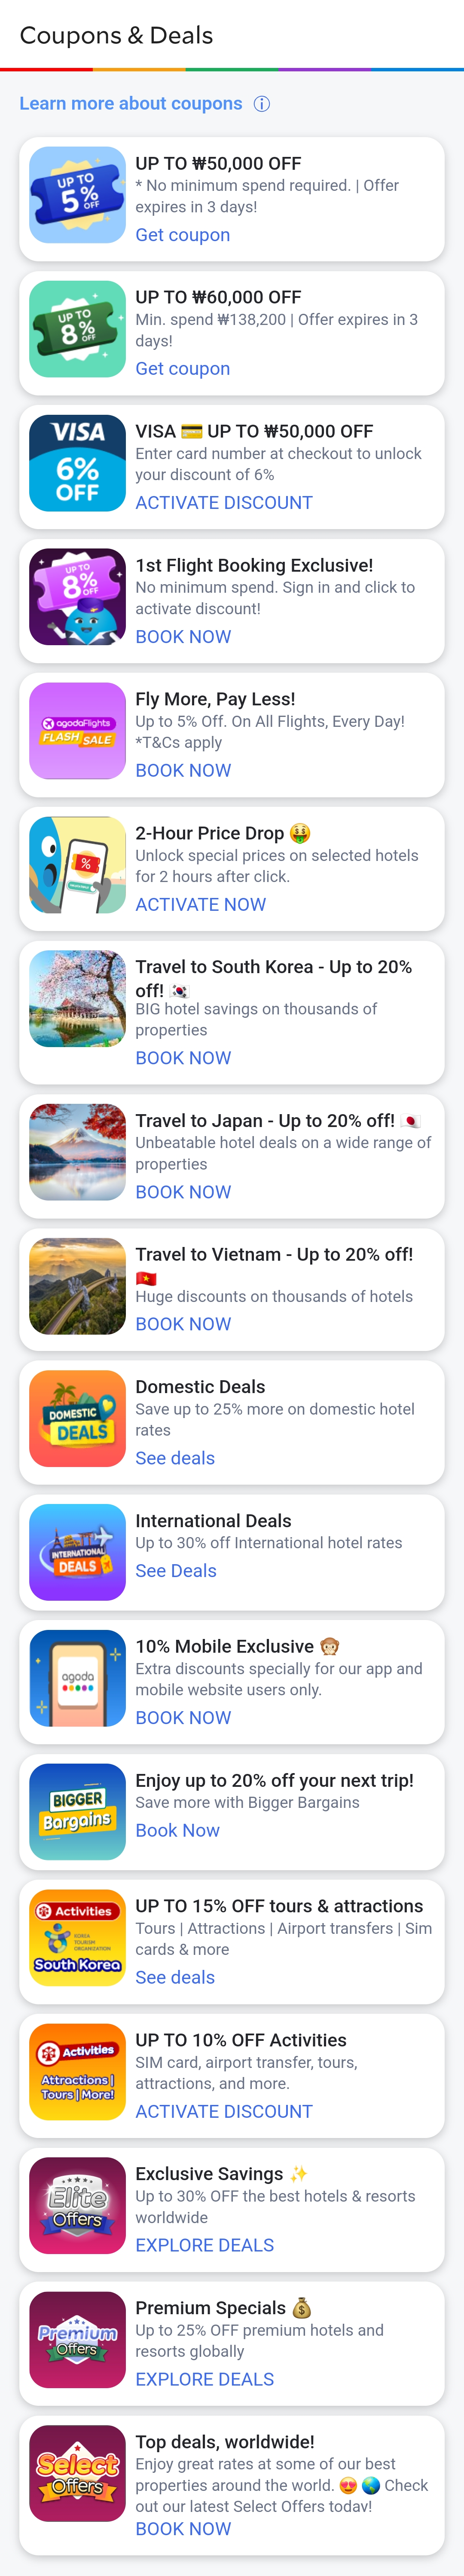 Coupons & Deals
Learn more about coupons ⓘ
UP TO
5%
OFF
UP TO ₩50,000 OFF
* No minimum spend required. | Offer
expires in 3 days!
Get coupon
UP TO
8%
OFF
UP TO ₩60,000 OFF
Min. spend ₩138,200 | Offer expires in 3
days!
Get coupon
VISA
6%
OFF
VISA 💳 UP TO ₩50,000 OFF
Enter card number at checkout to unlock
your discount of 6%
ACTIVATE DISCOUNT
UP TO
8%
OFF
1st Flight Booking Exclusive!
No minimum spend. Sign in and click to
activate discount!
BOOK NOW
agodaFlights
FLASH SALE
Fly More, Pay Less!
Up to 5% Off. On All Flights, Every Day!
*T&Cs apply
BOOK NOW
%
2-Hour Price Drop 🤑
Unlock special prices on selected hotels
for 2 hours after click.
ACTIVATE NOW
Travel to South Korea - Up to 20%
off! 🇰🇷
BIG hotel savings on thousands of
properties
BOOK NOW
Travel to Japan - Up to 20% off! 🇯🇵
Unbeatable hotel deals on a wide range of
properties
BOOK NOW
Travel to Vietnam - Up to 20% off!
🇻🇳
Huge discounts on thousands of hotels
BOOK NOW
DOMESTIC
DEALS
Domestic Deals
Save up to 25% more on domestic hotel
rates
See deals
INTERNATIONAL
DEALS
International Deals
Up to 30% off International hotel rates
See Deals
agoda
10% Mobile Exclusive 🐵
Extra discounts specially for our app and
mobile website users only.
BOOK NOW
BIGGER
Bargains
Enjoy up to 20% off your next trip!
Save more with Bigger Bargains
Book Now
Activities
KOREA
TOURISM
ORGANIZATION
South Korea
UP TO 15% OFF tours & attractions
Tours | Attractions | Airport transfers | Sim
cards & more
See deals
Activities
Attractions |
Tours | More!
UP TO 10% OFF Activities
SIM card, airport transfer, tours,
attractions, and more.
ACTIVATE DISCOUNT
Elite
Offers
Exclusive Savings ✨
Up to 30% OFF the best hotels & resorts
worldwide
EXPLORE DEALS
Premium
Offers
Premium Specials 💰
Up to 25% OFF premium hotels and
resorts globally
EXPLORE DEALS
Select
Offers
Top deals, worldwide!
Enjoy great rates at some of our best
properties around the world. 😍 🌎 Check
out our latest Select Offers today!
BOOK NOW